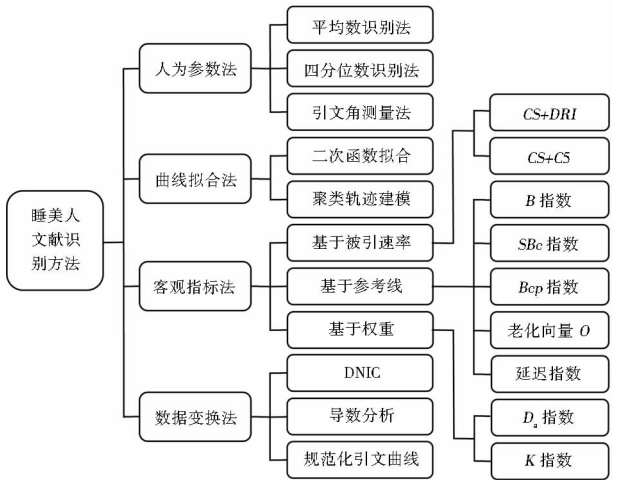 睡美人
文献识
别方法
人为参数法
平均数识别法
四分位数识别法
引文角测量法
曲线拟合法
二次函数拟合
聚类轨迹建模
客观指标法
基于被引速率
CS+DRI
CS+C5
基于参考线
B 指数
SBc 指数
Bcp 指数
老化向量 O
延迟指数
基于权重
Da 指数
K 指数
数据变换法
DNIC
导数分析
规范化引文曲线